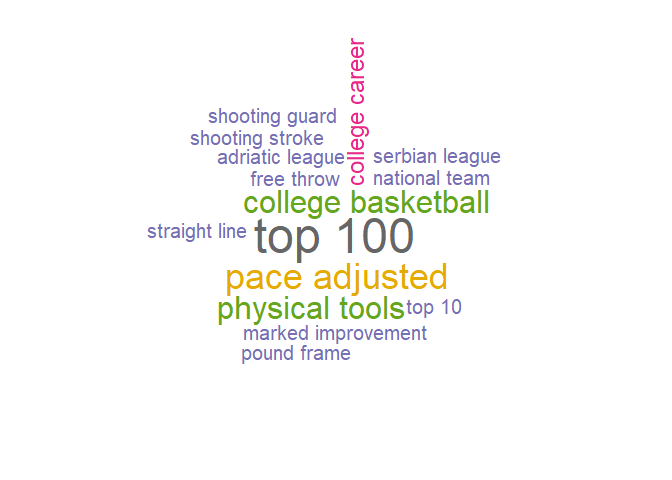 college career
shooting guard
shooting stroke
adriatic league
serbian league
free throw
national team
college basketball
straight line
top 100
pace adjusted
physical tools
top 10
marked improvement
pound frame